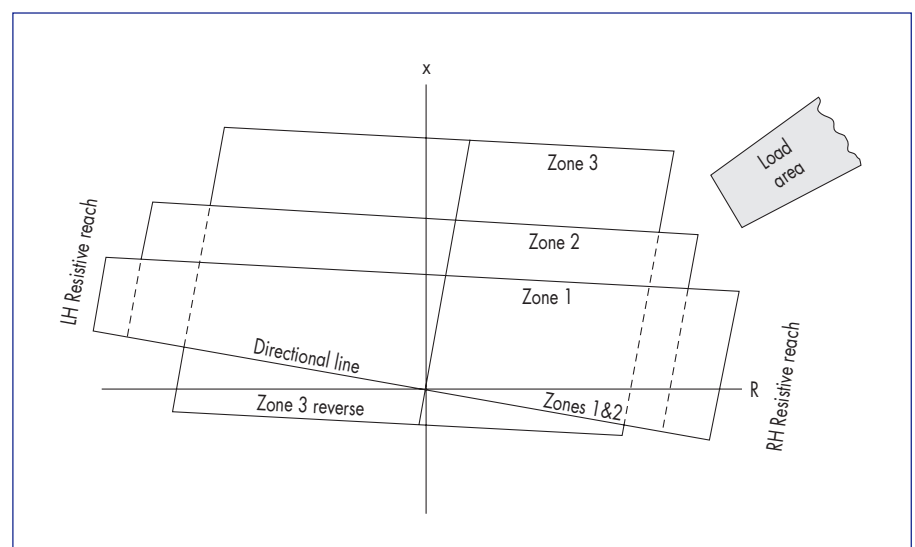 x
Zone 3
Load
area
Zone 2
LH Resistive reach
Zone 1
Directional line
R
Zone 3 reverse
Zones 1&2
RH Resistive reach